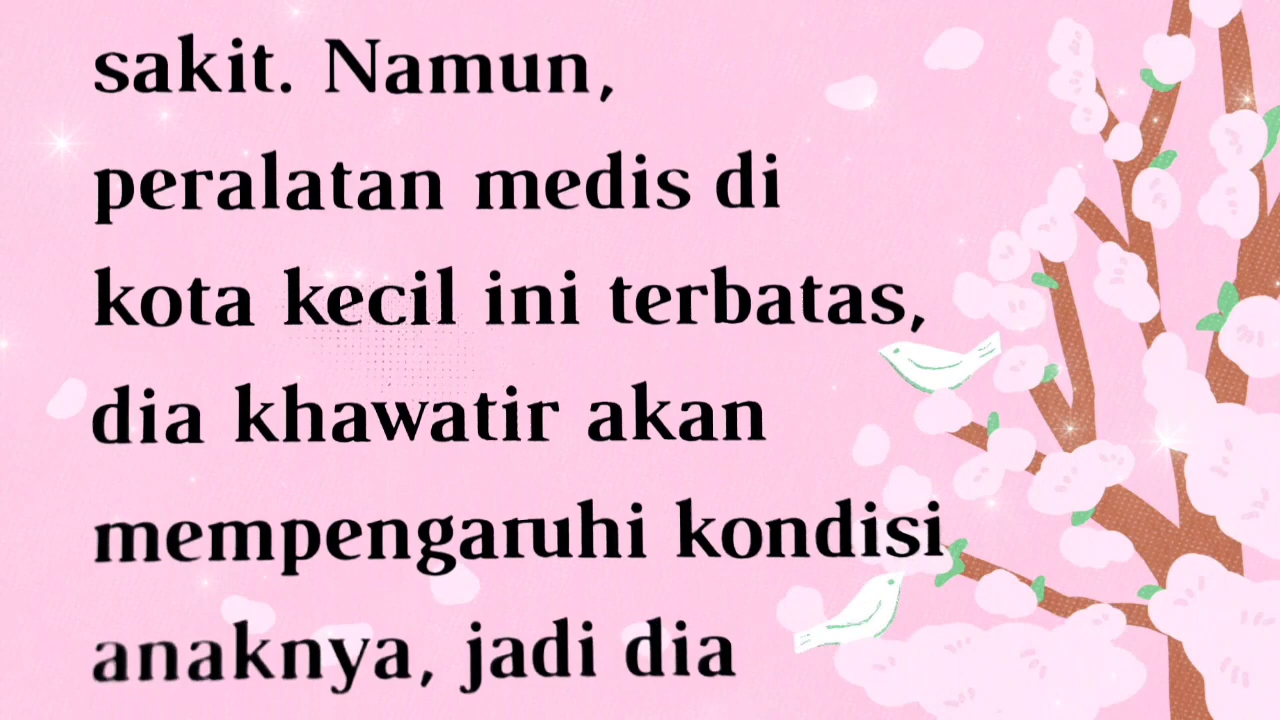 sakit. Namun,
peralatan medis di
kota kecil ini terbatas,
dia khawatir akan
mempengaruhi kondisi
anaknya, jadi dia